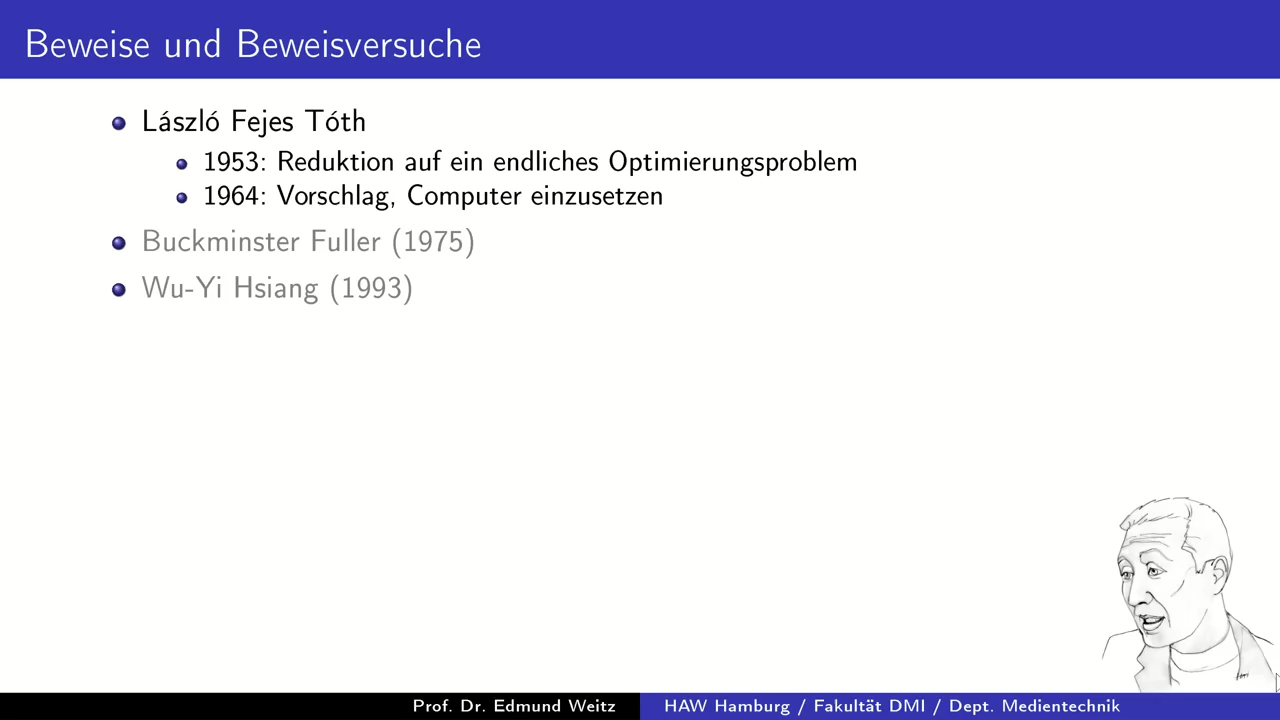 Beweise und Beweisversuche
László Fejes Tóth
1953: Reduktion auf ein endliches Optimierungsproblem
1964: Vorschlag, Computer einzusetzen
Buckminster Fuller (1975)
Wu-Yi Hsiang (1993)
Prof. Dr. Edmund Weitz
HAW Hamburg / Fakultät DMI / Dept. Medientechnik